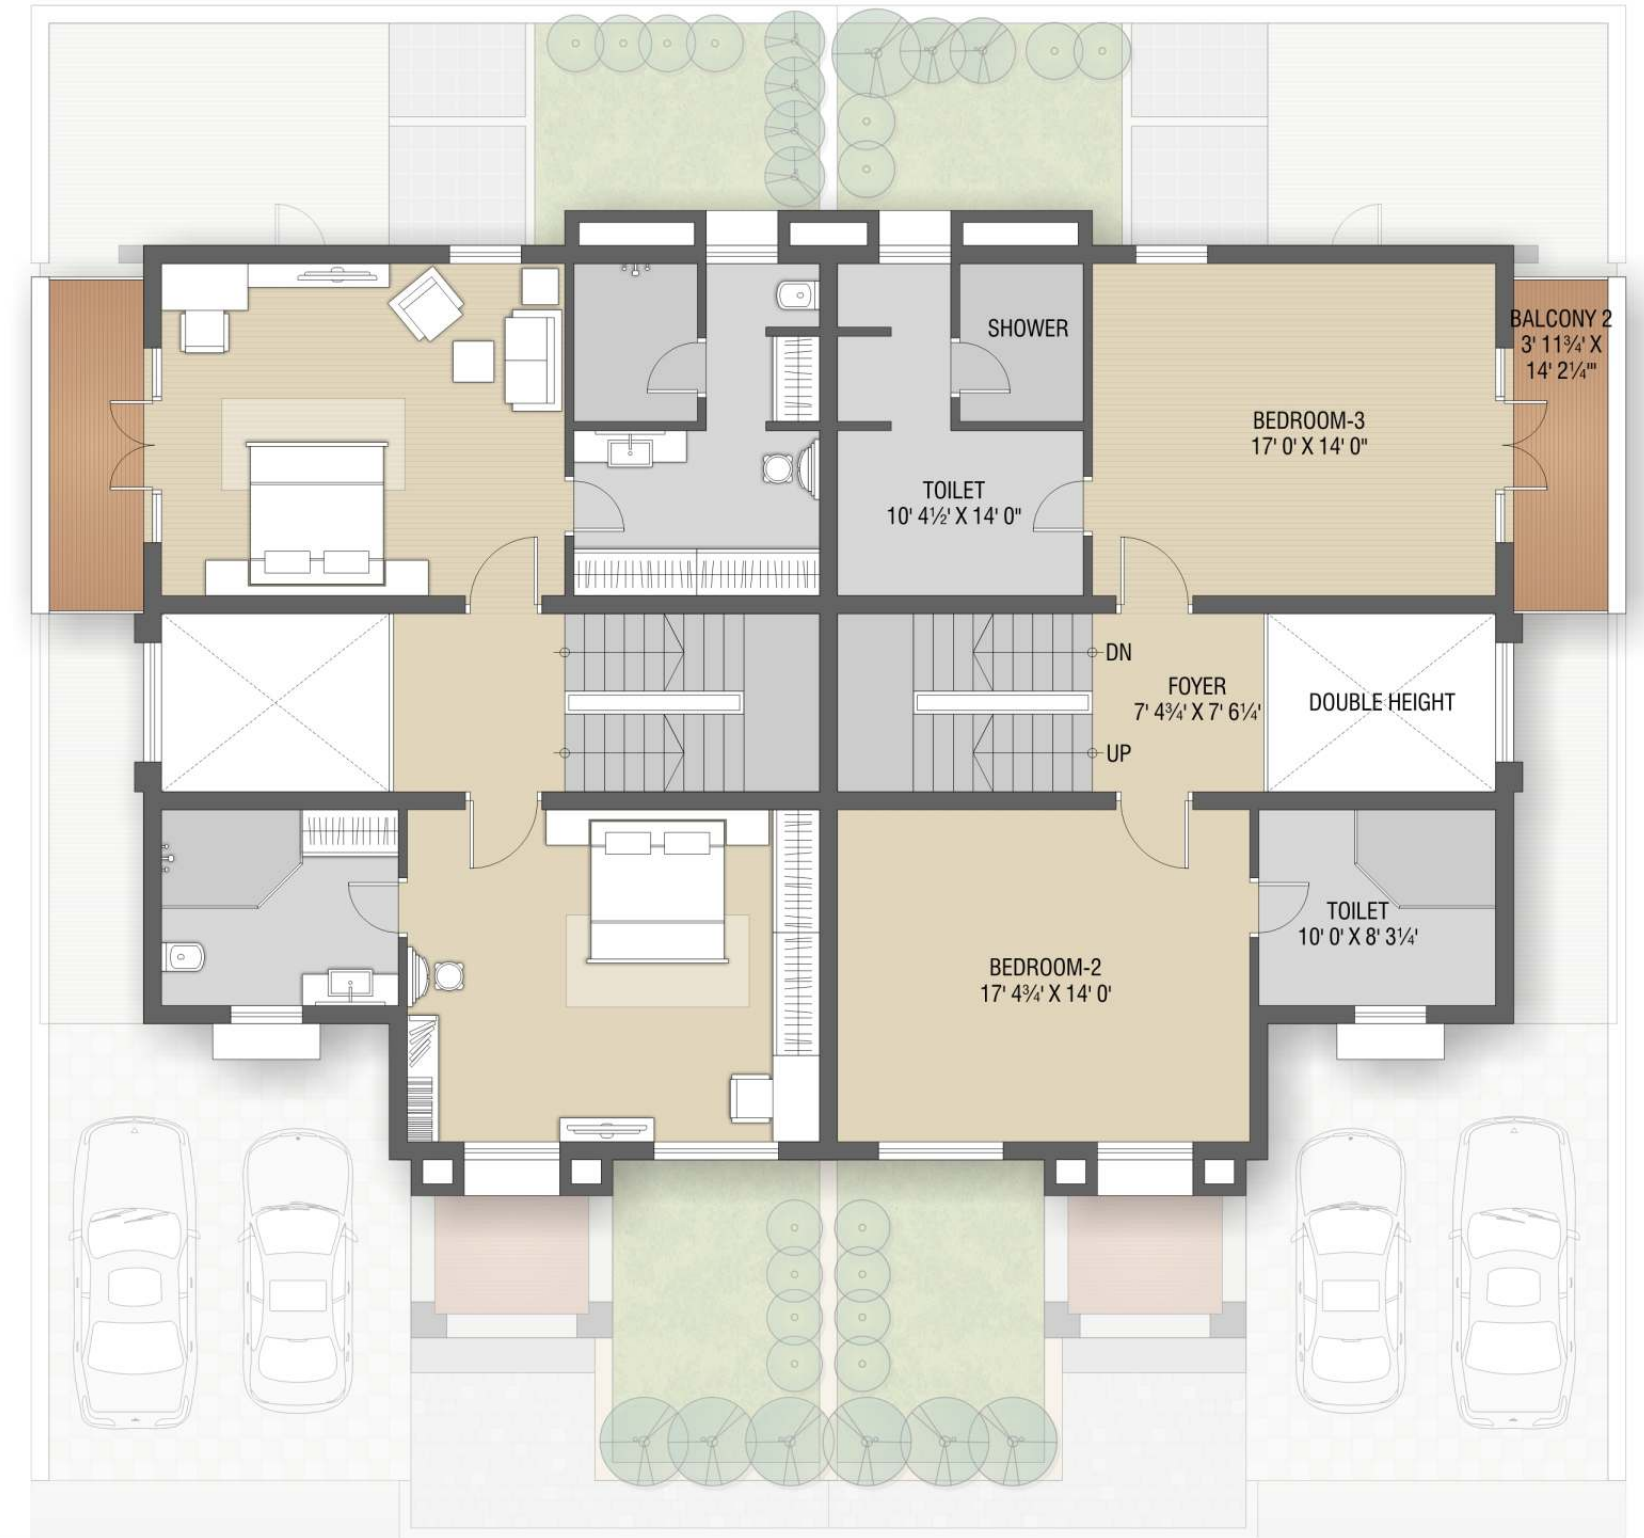 SHOWER
BALCONY 2
3' 11¾' X
14' 2¼'"
BEDROOM-3
17' 0' X 14' 0"
TOILET
10' 4½' X 14' 0"
DN
FOYER
7' 4¾' X 7' 6¼'
DOUBLE HEIGHT
UP
TOILET
10' 0' X 8' 3¼'
BEDROOM-2
17' 4¾' X 14' 0'